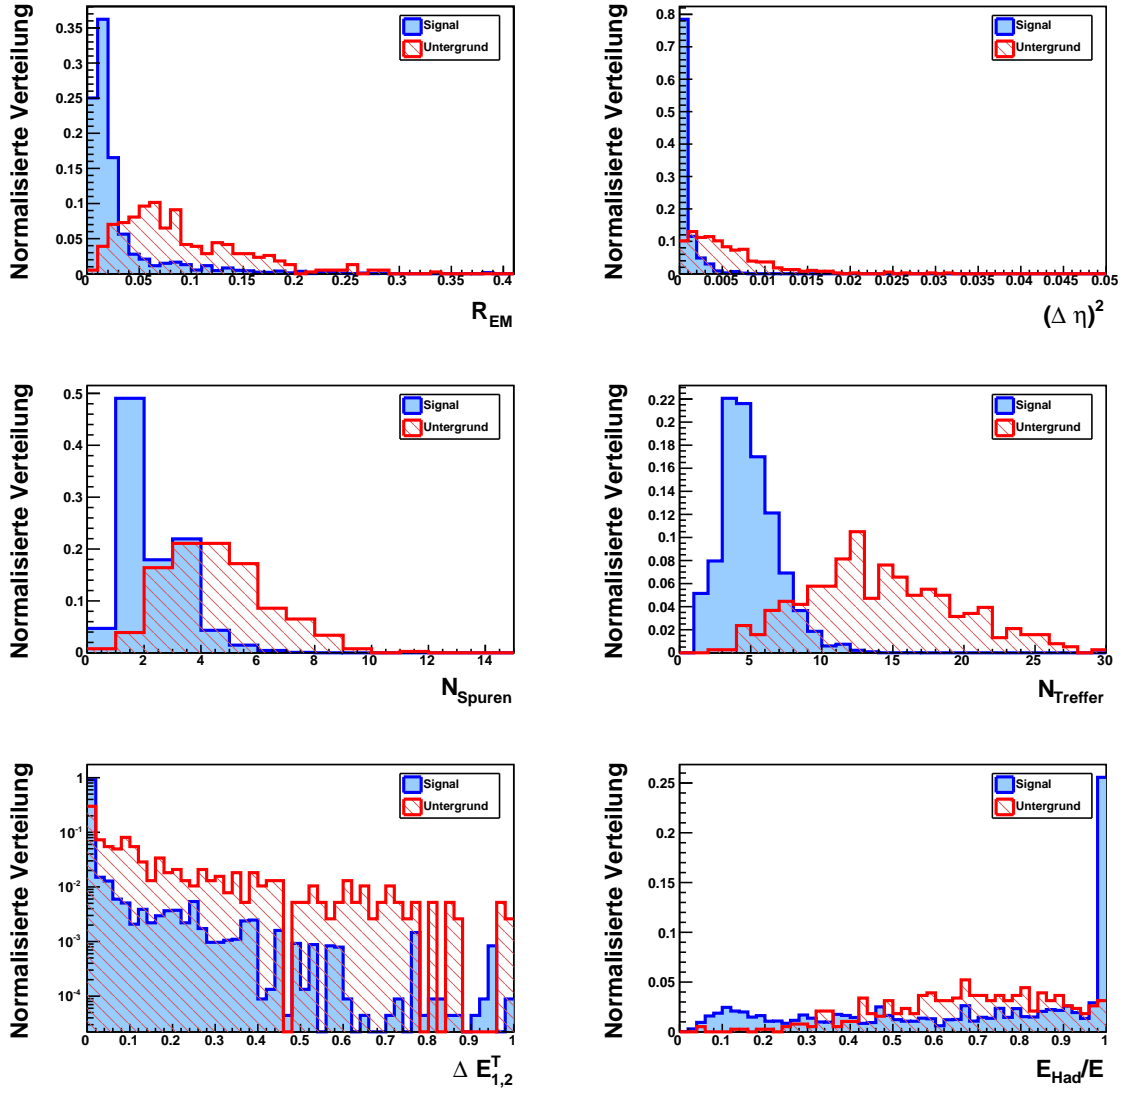 Normalisierte Verteilung
0.35
0.3
0.25
0.2
0.15
0.1
0.05
0
Signal
Untergrund
0 0.05 0.1 0.15 0.2 0.25 0.3 0.35 0.4
R_EM
Normalisierte Verteilung
0.8
0.7
0.6
0.5
0.4
0.3
0.2
0.1
0
Signal
Untergrund
0 0.005 0.01 0.015 0.02 0.025 0.03 0.035 0.04 0.045 0.05
(Δ η)²
Normalisierte Verteilung
0.5
0.4
0.3
0.2
0.1
0
Signal
Untergrund
0 2 4 6 8 10 12 14
N_Spuren
Normalisierte Verteilung
0.22
0.2
0.18
0.16
0.14
0.12
0.1
0.08
0.06
0.04
0.02
0
Signal
Untergrund
0 5 10 15 20 25 30
N_Treffer
Normalisierte Verteilung
1
10⁻¹
10⁻²
10⁻³
10⁻⁴
Signal
Untergrund
0 0.1 0.2 0.3 0.4 0.5 0.6 0.7 0.8 0.9 1
Δ E^T_1,2
Normalisierte Verteilung
0.25
0.2
0.15
0.1
0.05
0
Signal
Untergrund
0 0.1 0.2 0.3 0.4 0.5 0.6 0.7 0.8 0.9 1
E_Had/E